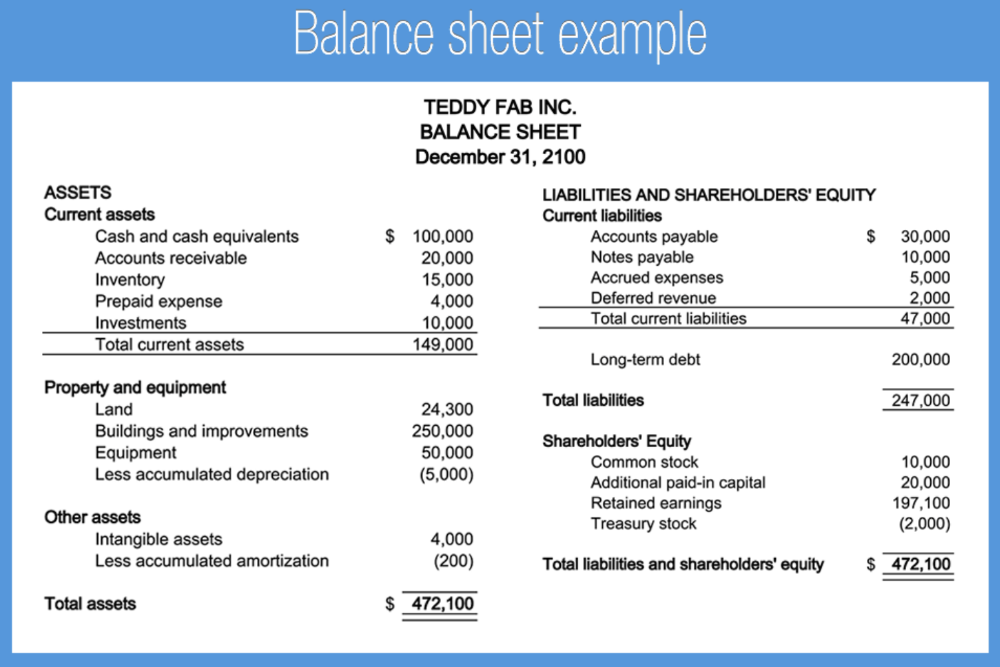 Balance sheet example
TEDDY FAB INC.
BALANCE SHEET
December 31, 2100
ASSETS
Current assets
Cash and cash equivalents $ 100,000
Accounts receivable 20,000
Inventory 15,000
Prepaid expense 4,000
Investments 10,000
Total current assets 149,000
Property and equipment
Land 24,300
Buildings and improvements 250,000
Equipment 50,000
Less accumulated depreciation (5,000)
Other assets
Intangible assets 4,000
Less accumulated amortization (200)
Total assets $ 472,100
LIABILITIES AND SHAREHOLDERS' EQUITY
Current liabilities
Accounts payable $ 30,000
Notes payable 10,000
Accrued expenses 5,000
Deferred revenue 2,000
Total current liabilities 47,000
Long-term debt 200,000
Total liabilities 247,000
Shareholders' Equity
Common stock 10,000
Additional paid-in capital 20,000
Retained earnings 197,100
Treasury stock (2,000)
Total liabilities and shareholders' equity $ 472,100